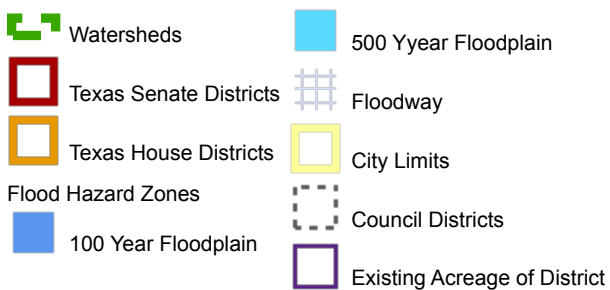 Watersheds
Texas Senate Districts
Texas House Districts
Flood Hazard Zones
100 Year Floodplain
500 Yyear Floodplain
Floodway
City Limits
Council Districts
Existing Acreage of District